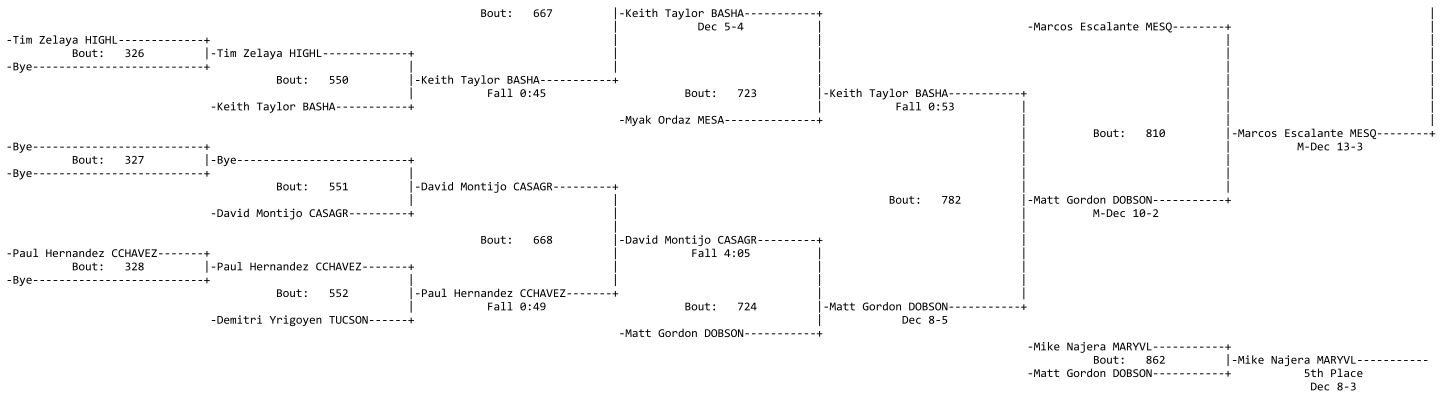 Bout: 667 |-Keith Taylor BASHA-----------+
Dec 5-4 -Marcos Escalante MESQ--------+
-Tim Zelaya HIGHL-------------+
Bout: 326 |-Tim Zelaya HIGHL-------------+
-Bye--------------------------+
Bout: 550 |-Keith Taylor BASHA-----------+
Fall 0:45 Bout: 723 |-Keith Taylor BASHA-----------+
-Keith Taylor BASHA-----------+ Fall 0:53
-Myak Ordaz MESA--------------+
Bout: 810 |-Marcos Escalante MESQ--------+
-Bye--------------------------+ M-Dec 13-3
Bout: 327 |-Bye--------------------------+
-Bye--------------------------+
Bout: 551 |-David Montijo CASAGR---------+
Bout: 782 |-Matt Gordon DOBSON-----------+
-David Montijo CASAGR---------+ M-Dec 10-2
Bout: 668 |-David Montijo CASAGR---------+
-Paul Hernandez CCHAVEZ-------+ Fall 4:05
Bout: 328 |-Paul Hernandez CCHAVEZ-------+
-Bye--------------------------+
Bout: 552 |-Paul Hernandez CCHAVEZ-------+
Fall 0:49 Bout: 724 |-Matt Gordon DOBSON-----------+
-Demitri Yrigoyen TUCSON------+ Dec 8-5
-Matt Gordon DOBSON-----------+
-Mike Najera MARYVL-----------+
Bout: 862 |-Mike Najera MARYVL-----------
-Matt Gordon DOBSON-----------+ 5th Place
Dec 8-3